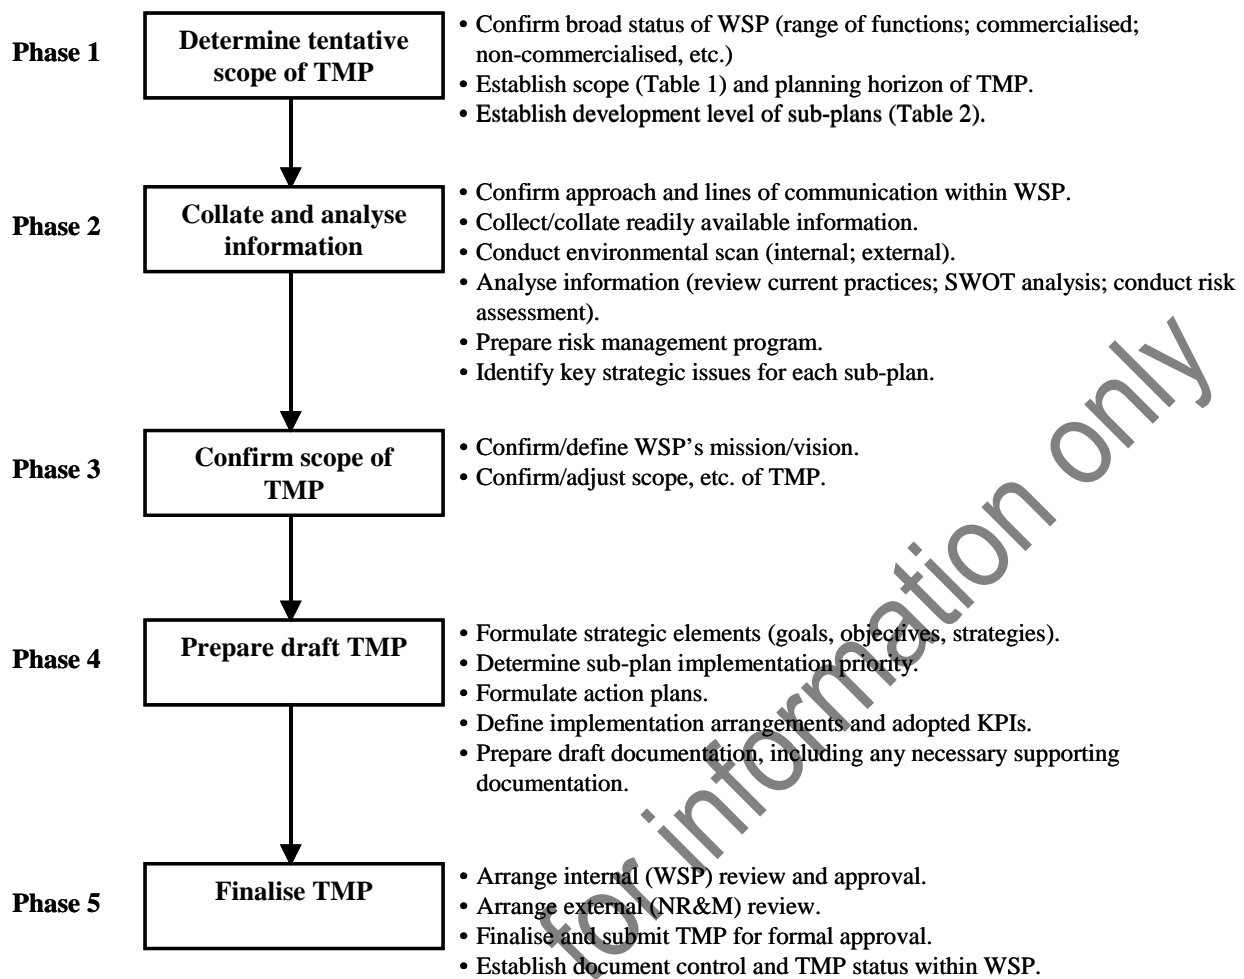 Phase 1
Determine tentative
scope of TMP
• Confirm broad status of WSP (range of functions; commercialised;
non-commercialised, etc.)
• Establish scope (Table 1) and planning horizon of TMP.
• Establish development level of sub-plans (Table 2).
Phase 2
Collate and analyse
information
• Confirm approach and lines of communication within WSP.
• Collect/collate readily available information.
• Conduct environmental scan (internal; external).
• Analyse information (review current practices; SWOT analysis; conduct risk
assessment).
• Prepare risk management program.
• Identify key strategic issues for each sub-plan.
Phase 3
Confirm scope of
TMP
• Confirm/define WSP's mission/vision.
• Confirm/adjust scope, etc. of TMP.
Phase 4
Prepare draft TMP
• Formulate strategic elements (goals, objectives, strategies).
• Determine sub-plan implementation priority.
• Formulate action plans.
• Define implementation arrangements and adopted KPIs.
• Prepare draft documentation, including any necessary supporting
documentation.
Phase 5
Finalise TMP
• Arrange internal (WSP) review and approval.
• Arrange external (NR&M) review.
• Finalise and submit TMP for formal approval.
• Establish document control and TMP status within WSP.
for information only